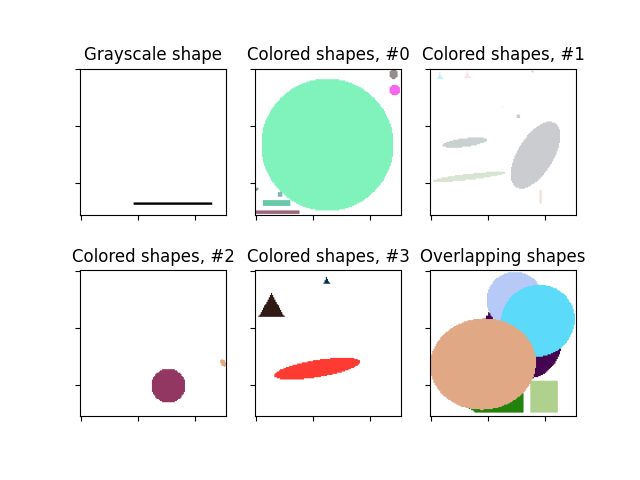 Grayscale shape
Colored shapes, #0
Colored shapes, #1
Colored shapes, #2
Colored shapes, #3
Overlapping shapes